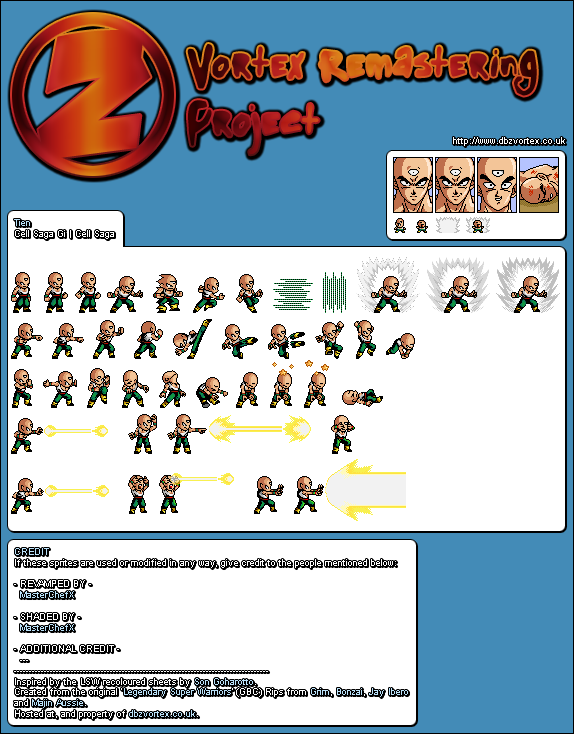 Vortex Remastering
Project
http://www.dbzvortex.co.uk
Tien
Cell Saga Gi | Cell Saga
CREDIT
If these sprites are used or modified in any way, give credit to the people mentioned below:
- REVAMPED BY -
MasterChefX
- SHADED BY -
MasterChefX
- ADDITIONAL CREDIT -
---
Inspired by the LSW recoloured sheets by Son Goharotto.
Created from the original 'Legendary Super Warriors' (GBC) Rips from Grim, Bonzai, Jay Ibero
and Majin Aussie.
Hosted at, and property of dbzvortex.co.uk.